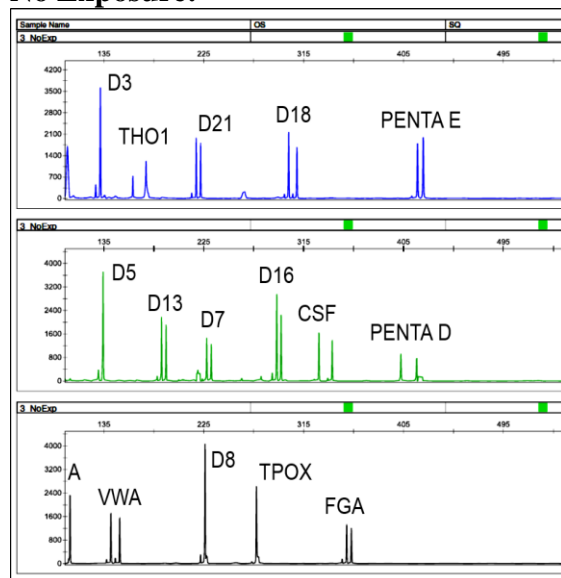 No Exposure:
Sample Name OS SQ
3 NoExp
135 225 315 405 495
4200
3500
2800
2100
1400
700
0
D3
THO1
D21
D18
PENTA E
3 NoExp
135 225 315 405 495
4000
3200
2400
1600
800
0
D5
D13
D7
D16
CSF
PENTA D
3 NoExp
135 225 315 405 495
4000
3200
2400
1600
800
0
A
VWA
D8
TPOX
FGA